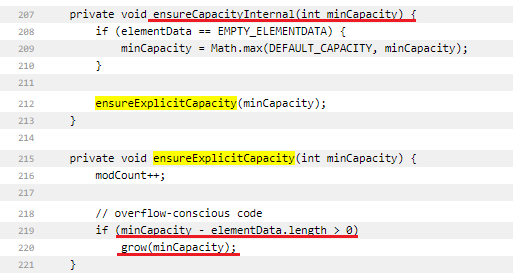 207 private void ensureCapacityInternal(int minCapacity) {
208 if (elementData == EMPTY_ELEMENTDATA) {
209 minCapacity = Math.max(DEFAULT_CAPACITY, minCapacity);
210 }
211
212 ensureExplicitCapacity(minCapacity);
213 }
214
215 private void ensureExplicitCapacity(int minCapacity) {
216 modCount++;
217
218 // overflow-conscious code
219 if (minCapacity - elementData.length > 0)
220 grow(minCapacity);
221 }